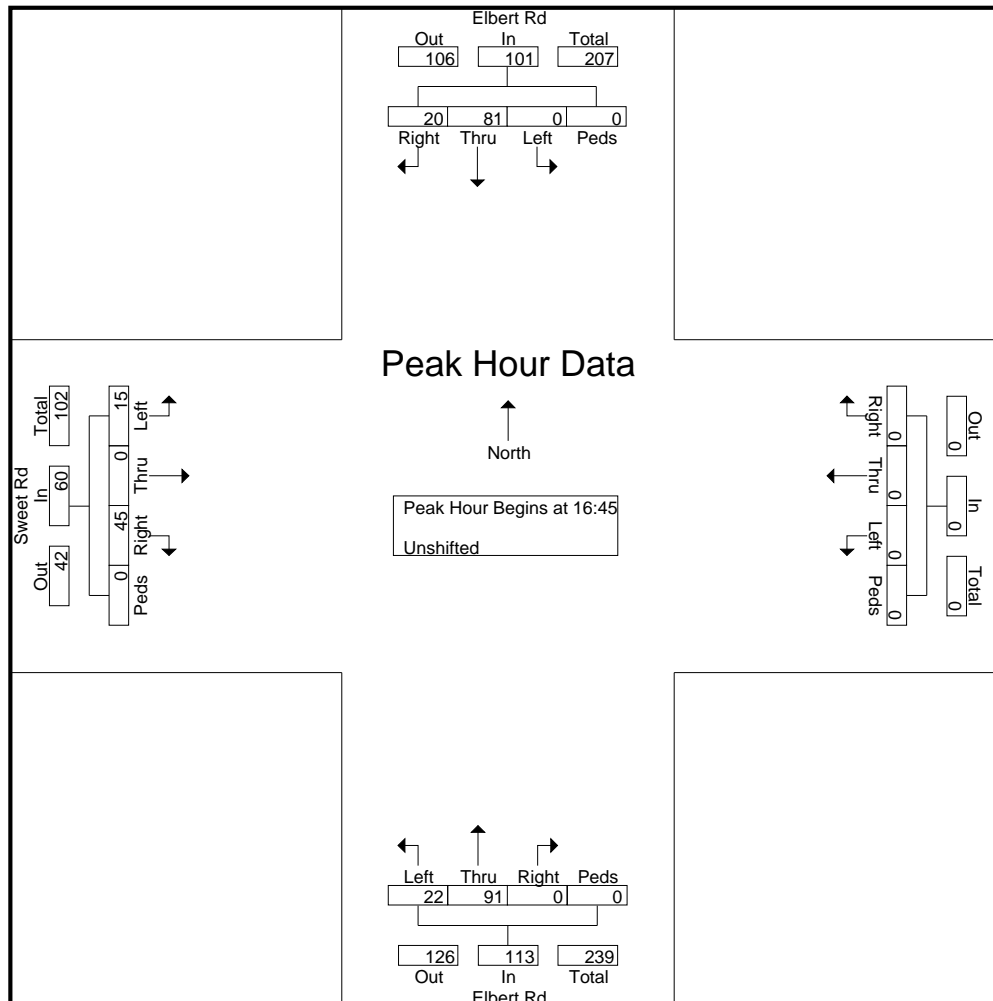 Elbert Rd
Out In Total
106 101 207
20 81 0 0
Right Thru Left Peds
Peak Hour Data
North
Peak Hour Begins at 16:45
Unshifted
Sweet Rd
Total In Out
102 60 42
15 0 45 0
Left Thru Right Peds
Out In Total
0 0 0
0 0 0 0
Right Thru Left Peds
Left Thru Right Peds
22 91 0 0
126 113 239
Out In Total
Elbert Rd